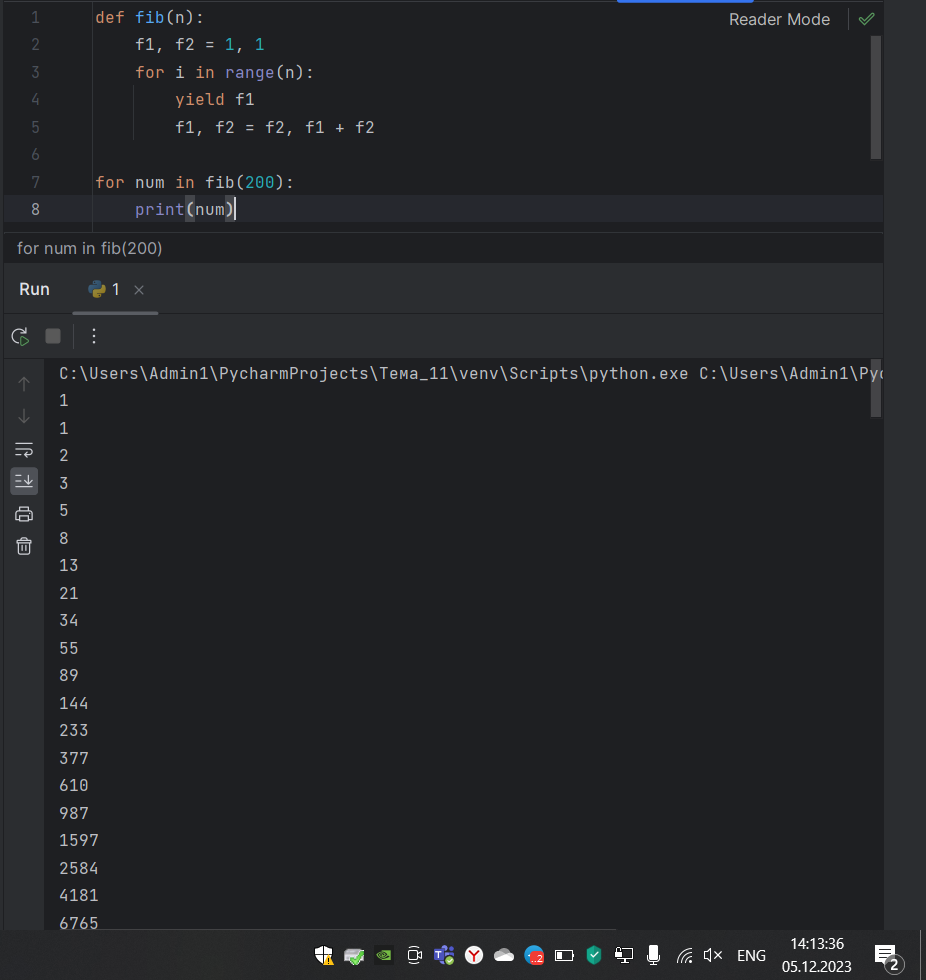 1 def fib(n):
2     f1, f2 = 1, 1
3     for i in range(n):
4         yield f1
5         f1, f2 = f2, f1 + f2
6
7 for num in fib(200):
8     print(num)
Reader Mode
for num in fib(200)
Run 1
C:\Users\Admin1\PycharmProjects\Тема_11\venv\Scripts\python.exe C:\Users\Admin1\Pyc
1
1
2
3
5
8
13
21
34
55
89
144
233
377
610
987
1597
2584
4181
6765
ENG
14:13:36
05.12.2023
2